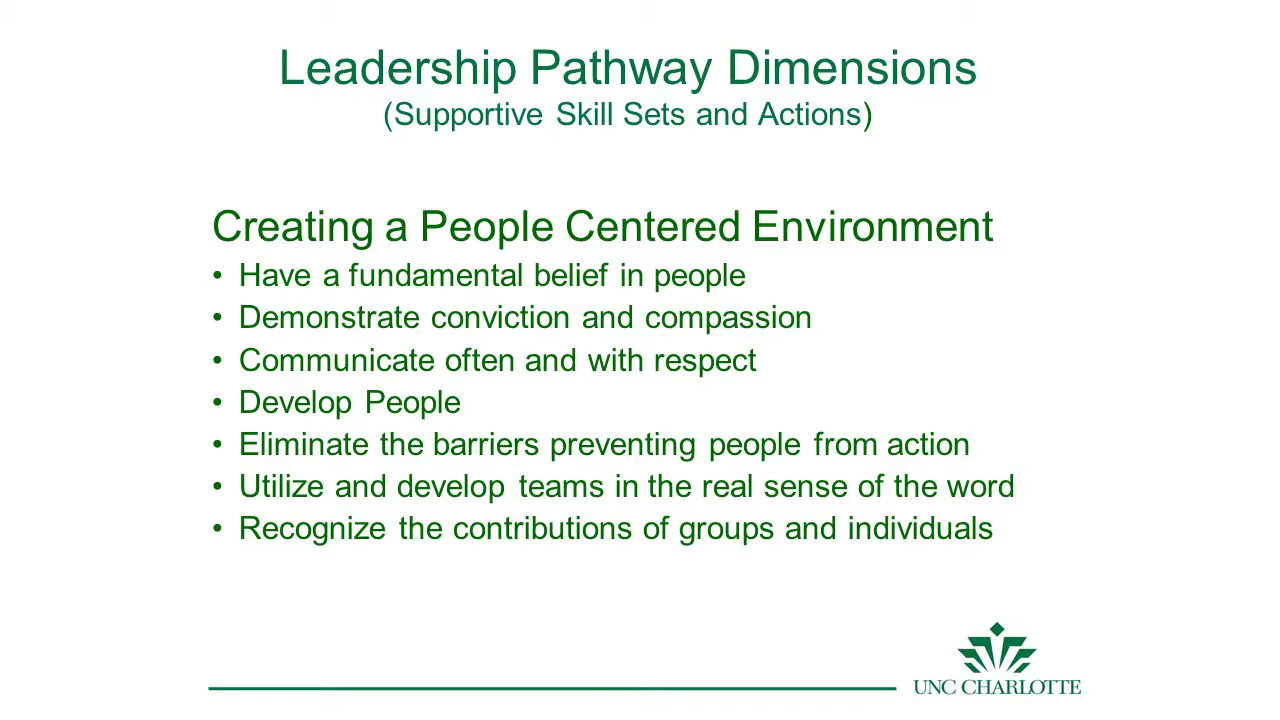 Leadership Pathway Dimensions
(Supportive Skill Sets and Actions)
Creating a People Centered Environment
• Have a fundamental belief in people
• Demonstrate conviction and compassion
• Communicate often and with respect
• Develop People
• Eliminate the barriers preventing people from action
• Utilize and develop teams in the real sense of the word
• Recognize the contributions of groups and individuals
UNC CHARLOTTE